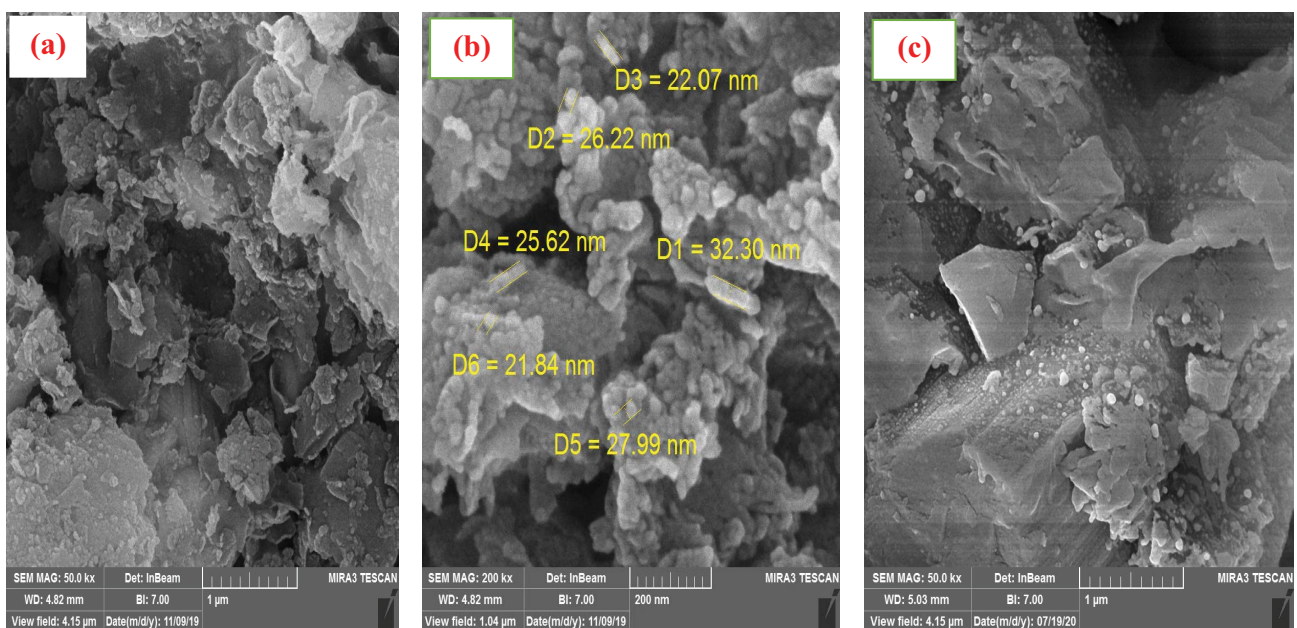 (a)
SEM MAG: 50.0 kx Det: InBeam MIRA3 TESCAN
WD: 4.82 mm BI: 7.00 1 µm
View field: 4.15 µm Date(m/d/y): 11/09/19
(b)
D3 = 22.07 nm
D2 = 26.22 nm
D4 = 25.62 nm
D1 = 32.30 nm
D6 = 21.84 nm
D5 = 27.99 nm
SEM MAG: 200 kx Det: InBeam MIRA3 TESCAN
WD: 4.82 mm BI: 7.00 200 nm
View field: 1.04 µm Date(m/d/y): 11/09/19
(c)
SEM MAG: 50.0 kx Det: InBeam MIRA3 TESCAN
WD: 5.03 mm BI: 7.00 1 µm
View field: 4.15 µm Date(m/d/y): 07/19/20